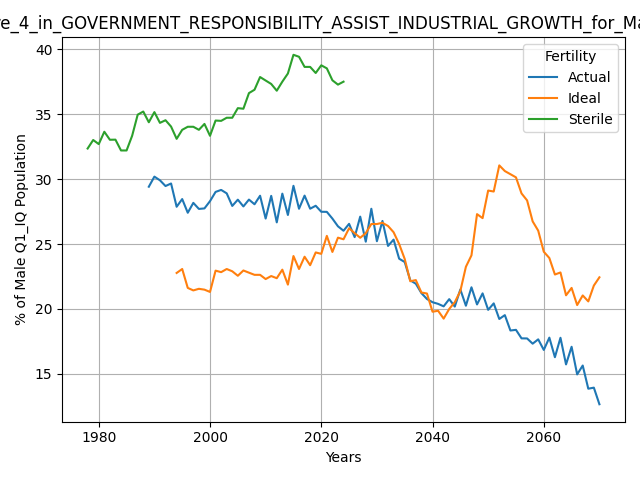 re_4_in_GOVERNMENT_RESPONSIBILITY_ASSIST_INDUSTRIAL_GROWTH_for_Ma
Fertility
Actual
Ideal
Sterile
% of Male Q1_IQ Population
40
35
30
25
20
15
1980 2000 2020 2040 2060
Years